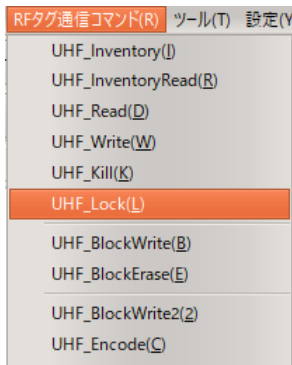 RFタグ通信コマンド(R) ツール(T) 設定(Y
UHF_Inventory(I)
UHF_InventoryRead(R)
UHF_Read(D)
UHF_Write(W)
UHF_Kill(K)
UHF_Lock(L)
UHF_BlockWrite(B)
UHF_BlockErase(E)
UHF_BlockWrite2(2)
UHF_Encode(C)